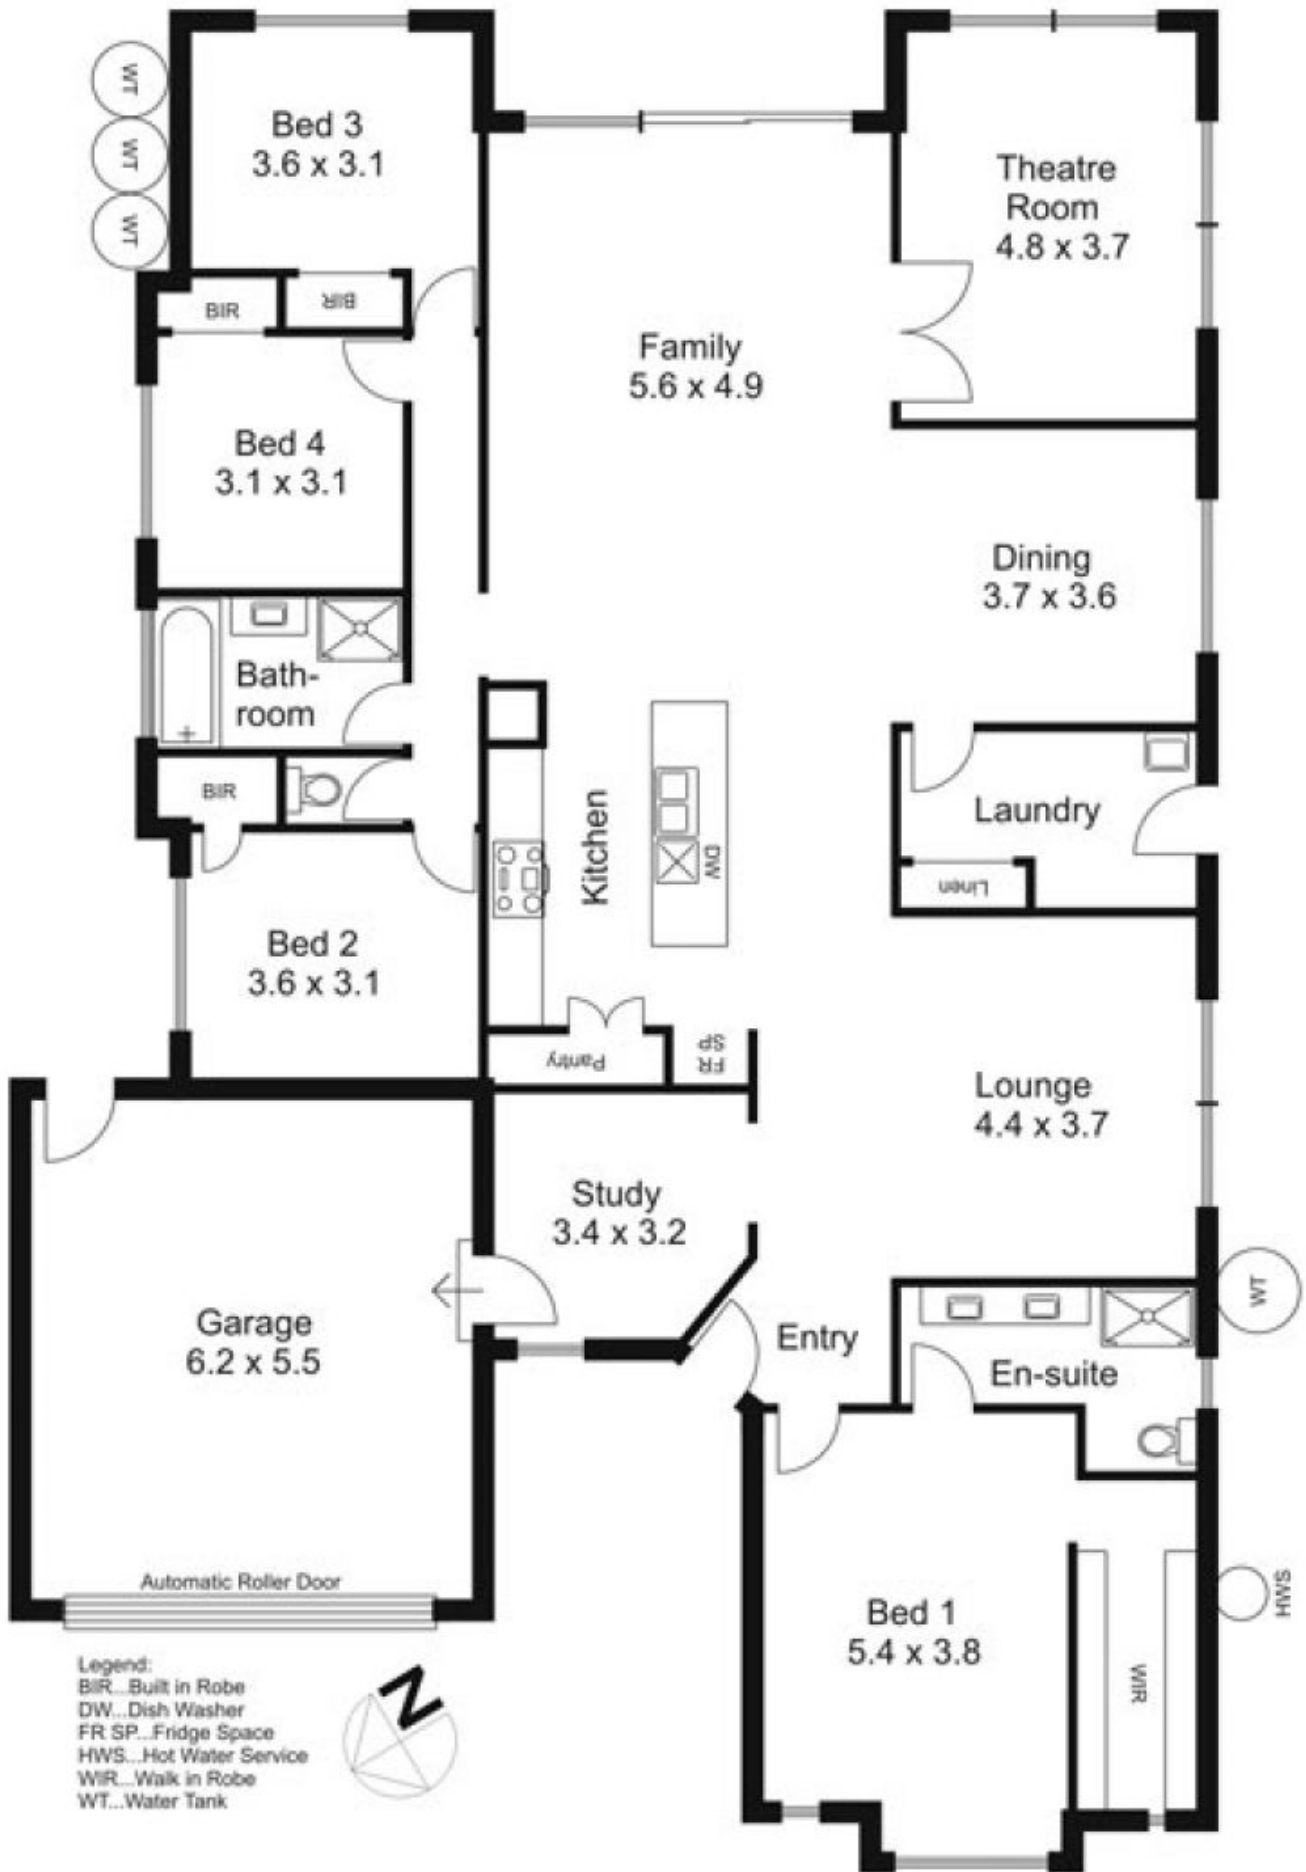 WT
WT
WT
Bed 3
3.6 x 3.1
Theatre
Room
4.8 x 3.7
BIR
BIR
Family
5.6 x 4.9
Bed 4
3.1 x 3.1
Dining
3.7 x 3.6
Bath-
room
BIR
Kitchen
DW
Laundry
Linen
Bed 2
3.6 x 3.1
Pantry
FR
SP
Lounge
4.4 x 3.7
Study
3.4 x 3.2
WT
Garage
6.2 x 5.5
Entry
En-suite
Automatic Roller Door
Bed 1
5.4 x 3.8
WIR
HWS
Legend:
BIR...Built in Robe
DW...Dish Washer
FR SP...Fridge Space
HWS...Hot Water Service
WIR...Walk in Robe
WT...Water Tank
N